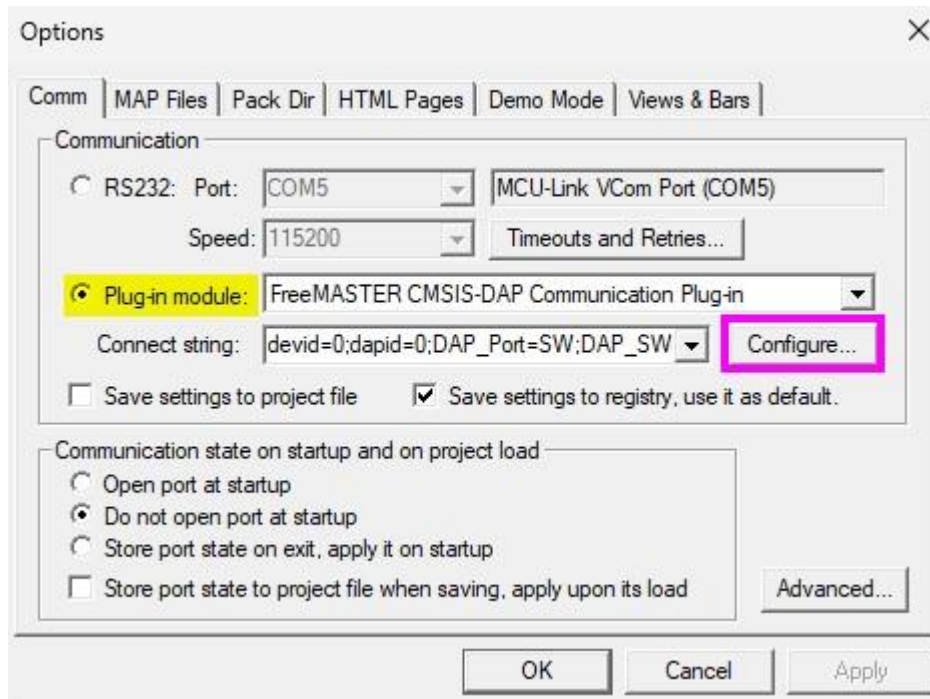 Options
Comm MAP Files Pack Dir HTML Pages Demo Mode Views & Bars
Communication
RS232: Port: COM5 MCU-Link VCom Port (COM5)
Speed: 115200 Timeouts and Retries...
Plug-in module: FreeMASTER CMSIS-DAP Communication Plug-in
Connect string: devid=0;dapid=0;DAP_Port=SW;DAP_SW Configure...
Save settings to project file Save settings to registry, use it as default.
Communication state on startup and on project load
Open port at startup
Do not open port at startup
Store port state on exit, apply it on startup
Store port state to project file when saving, apply upon its load Advanced...
OK Cancel Apply